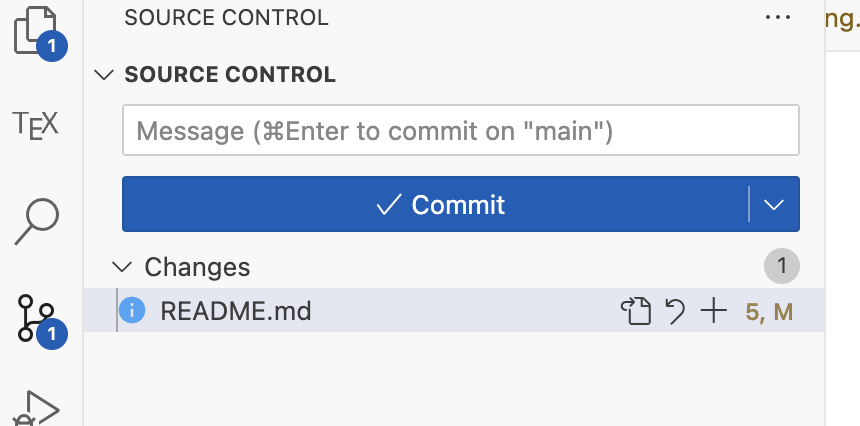 SOURCE CONTROL
ng.
1
SOURCE CONTROL
TEX
Message (⌘Enter to commit on "main")
Commit
Changes 1
README.md 5, M
1